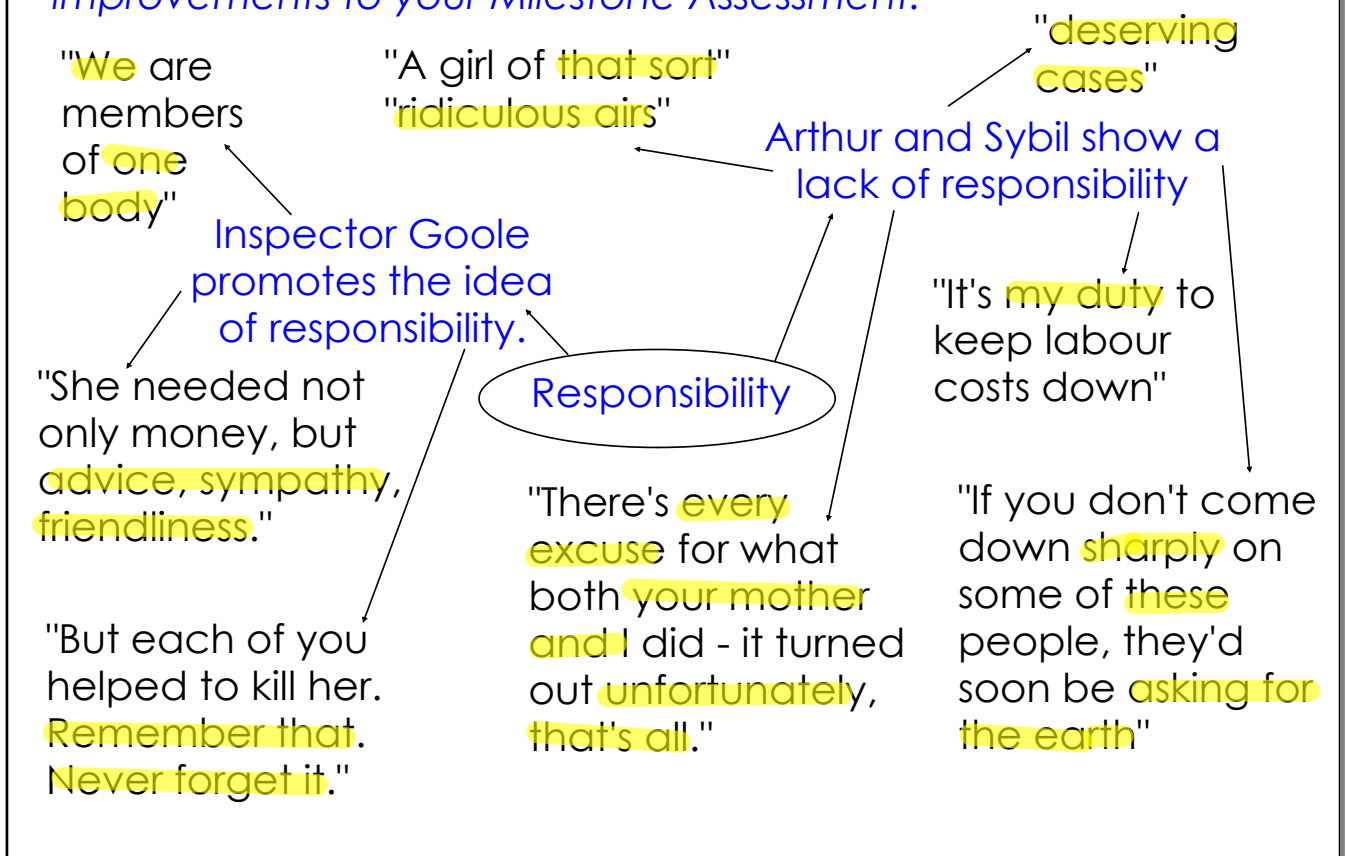 improvements to your Milestone Assessment.
"We are
members
of one
body"
"A girl of that sort"
"ridiculous airs"
"deserving
cases"
Arthur and Sybil show a
lack of responsibility
Inspector Goole
promotes the idea
of responsibility.
"It's my duty to
keep labour
costs down"
Responsibility
"She needed not
only money, but
advice, sympathy,
friendliness."
"But each of you
helped to kill her.
Remember that.
Never forget it."
"There's every
excuse for what
both your mother
and I did - it turned
out unfortunately,
that's all."
"If you don't come
down sharply on
some of these
people, they'd
soon be asking for
the earth"